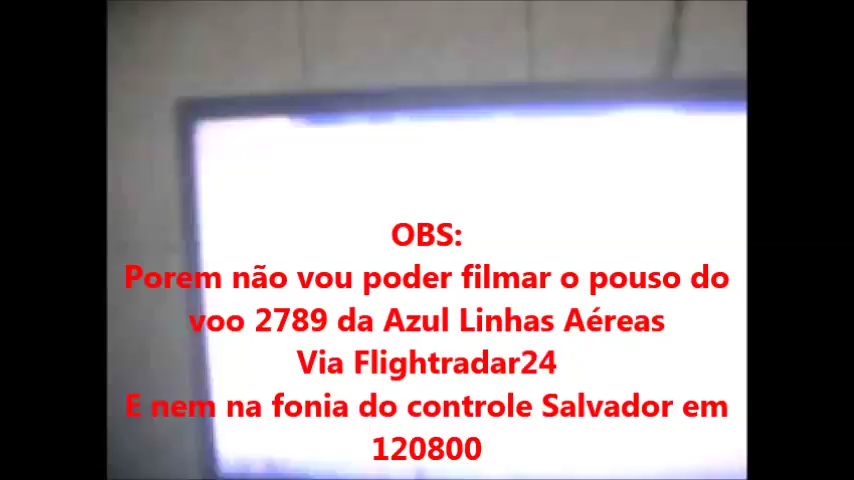 OBS:
Porem não vou poder filmar o pouso do
voo 2789 da Azul Linhas Aéreas
Via Flightradar24
E nem na fonia do controle Salvador em
120800